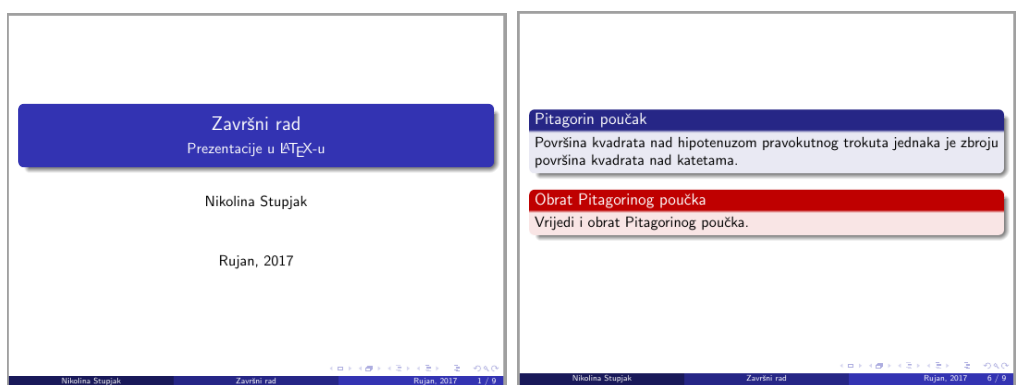 Završni rad
Prezentacije u LATEX-u
Nikolina Stupjak
Rujan, 2017
Nikolina Stupjak Završni rad Rujan, 2017 1 / 9
Pitagorin poučak
Površina kvadrata nad hipotenuzom pravokutnog trokuta jednaka je zbroju
površina kvadrata nad katetama.
Obrat Pitagorinog poučka
Vrijedi i obrat Pitagorinog poučka.
Nikolina Stupjak Završni rad Rujan, 2017 6 / 9